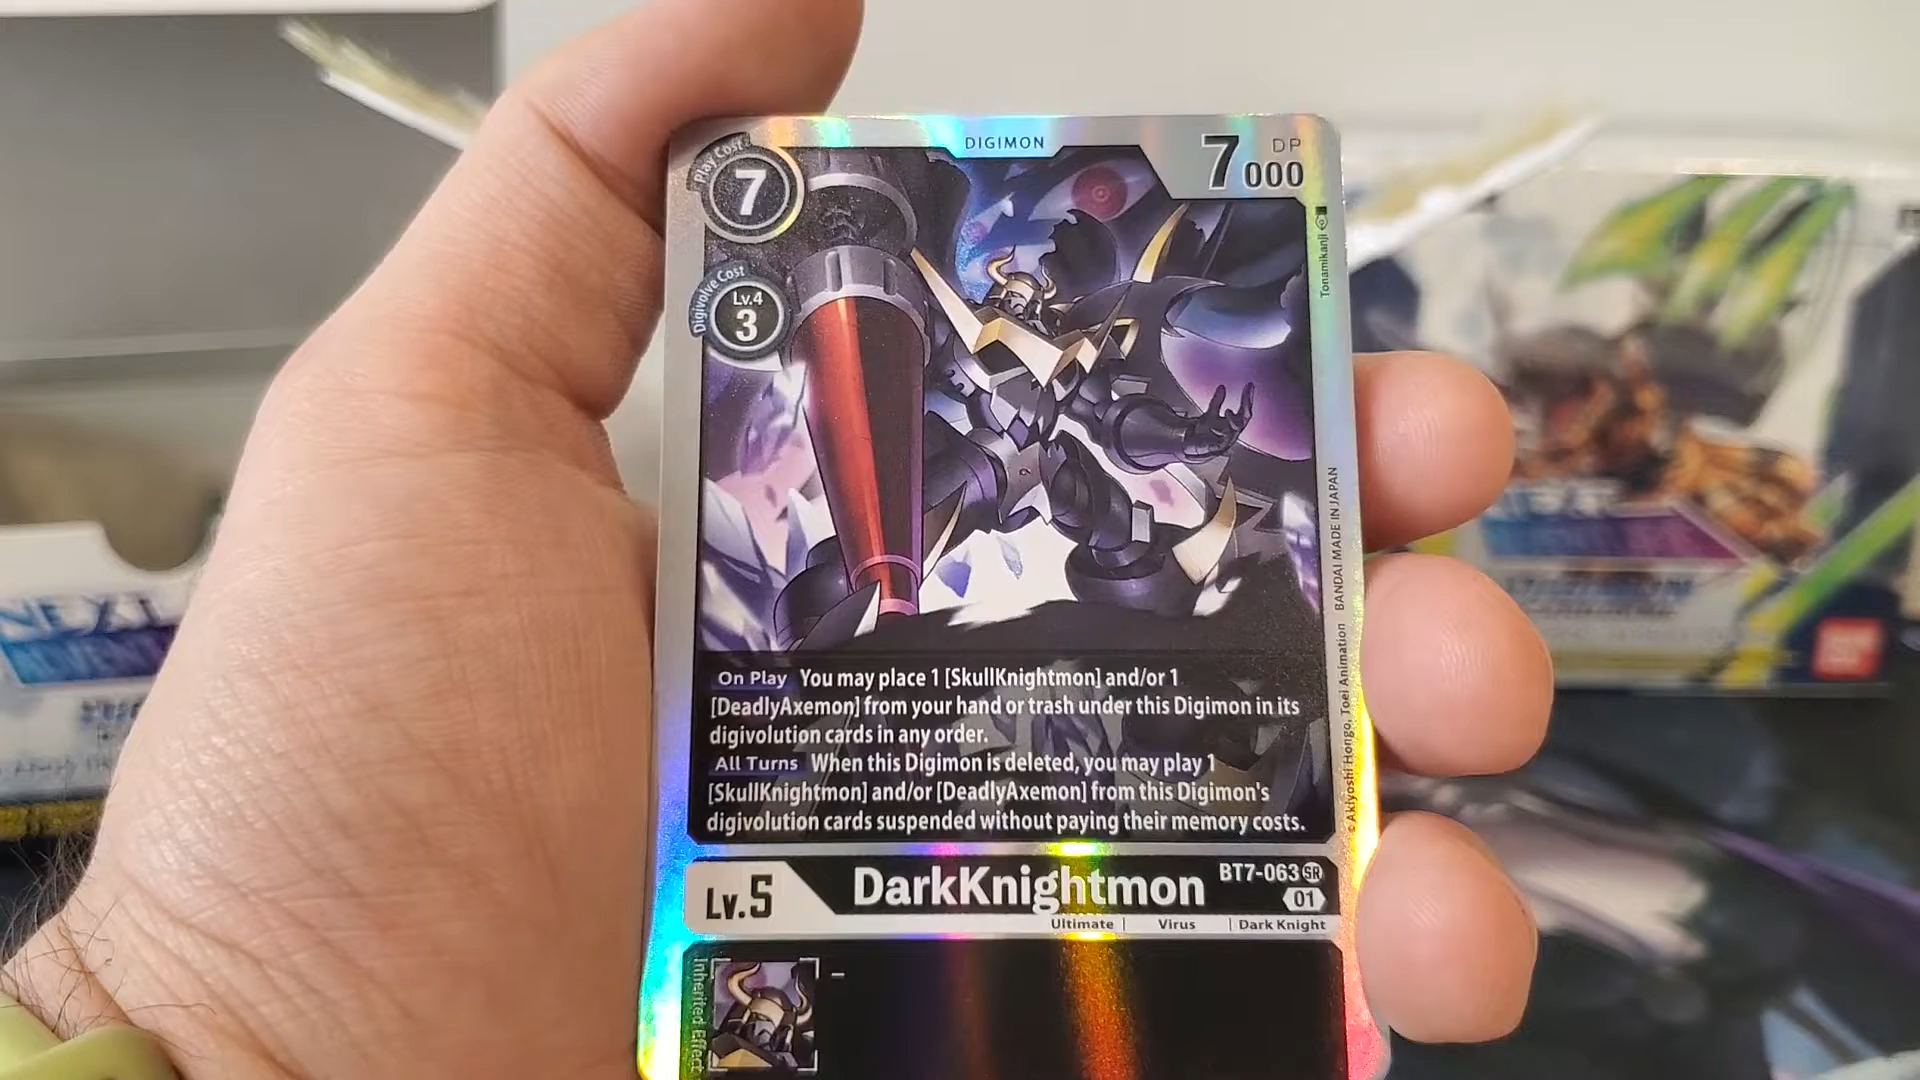 DIGIMON
Play Cost
7
DP
7000
Digivolve Cost
Lv.4
3
Tonamikanji
BANDAI MADE IN JAPAN
©Akiyoshi Hongo, Toei Animation
On Play You may place 1 [SkullKnightmon] and/or 1
[DeadlyAxemon] from your hand or trash under this Digimon in its
digivolution cards in any order.
All Turns When this Digimon is deleted, you may play 1
[SkullKnightmon] and/or [DeadlyAxemon] from this Digimon's
digivolution cards suspended without paying their memory costs.
Lv.5
DarkKnightmon
BT7-063 SR
01
Ultimate | Virus | Dark Knight
Inherited Effect
–
NEXT